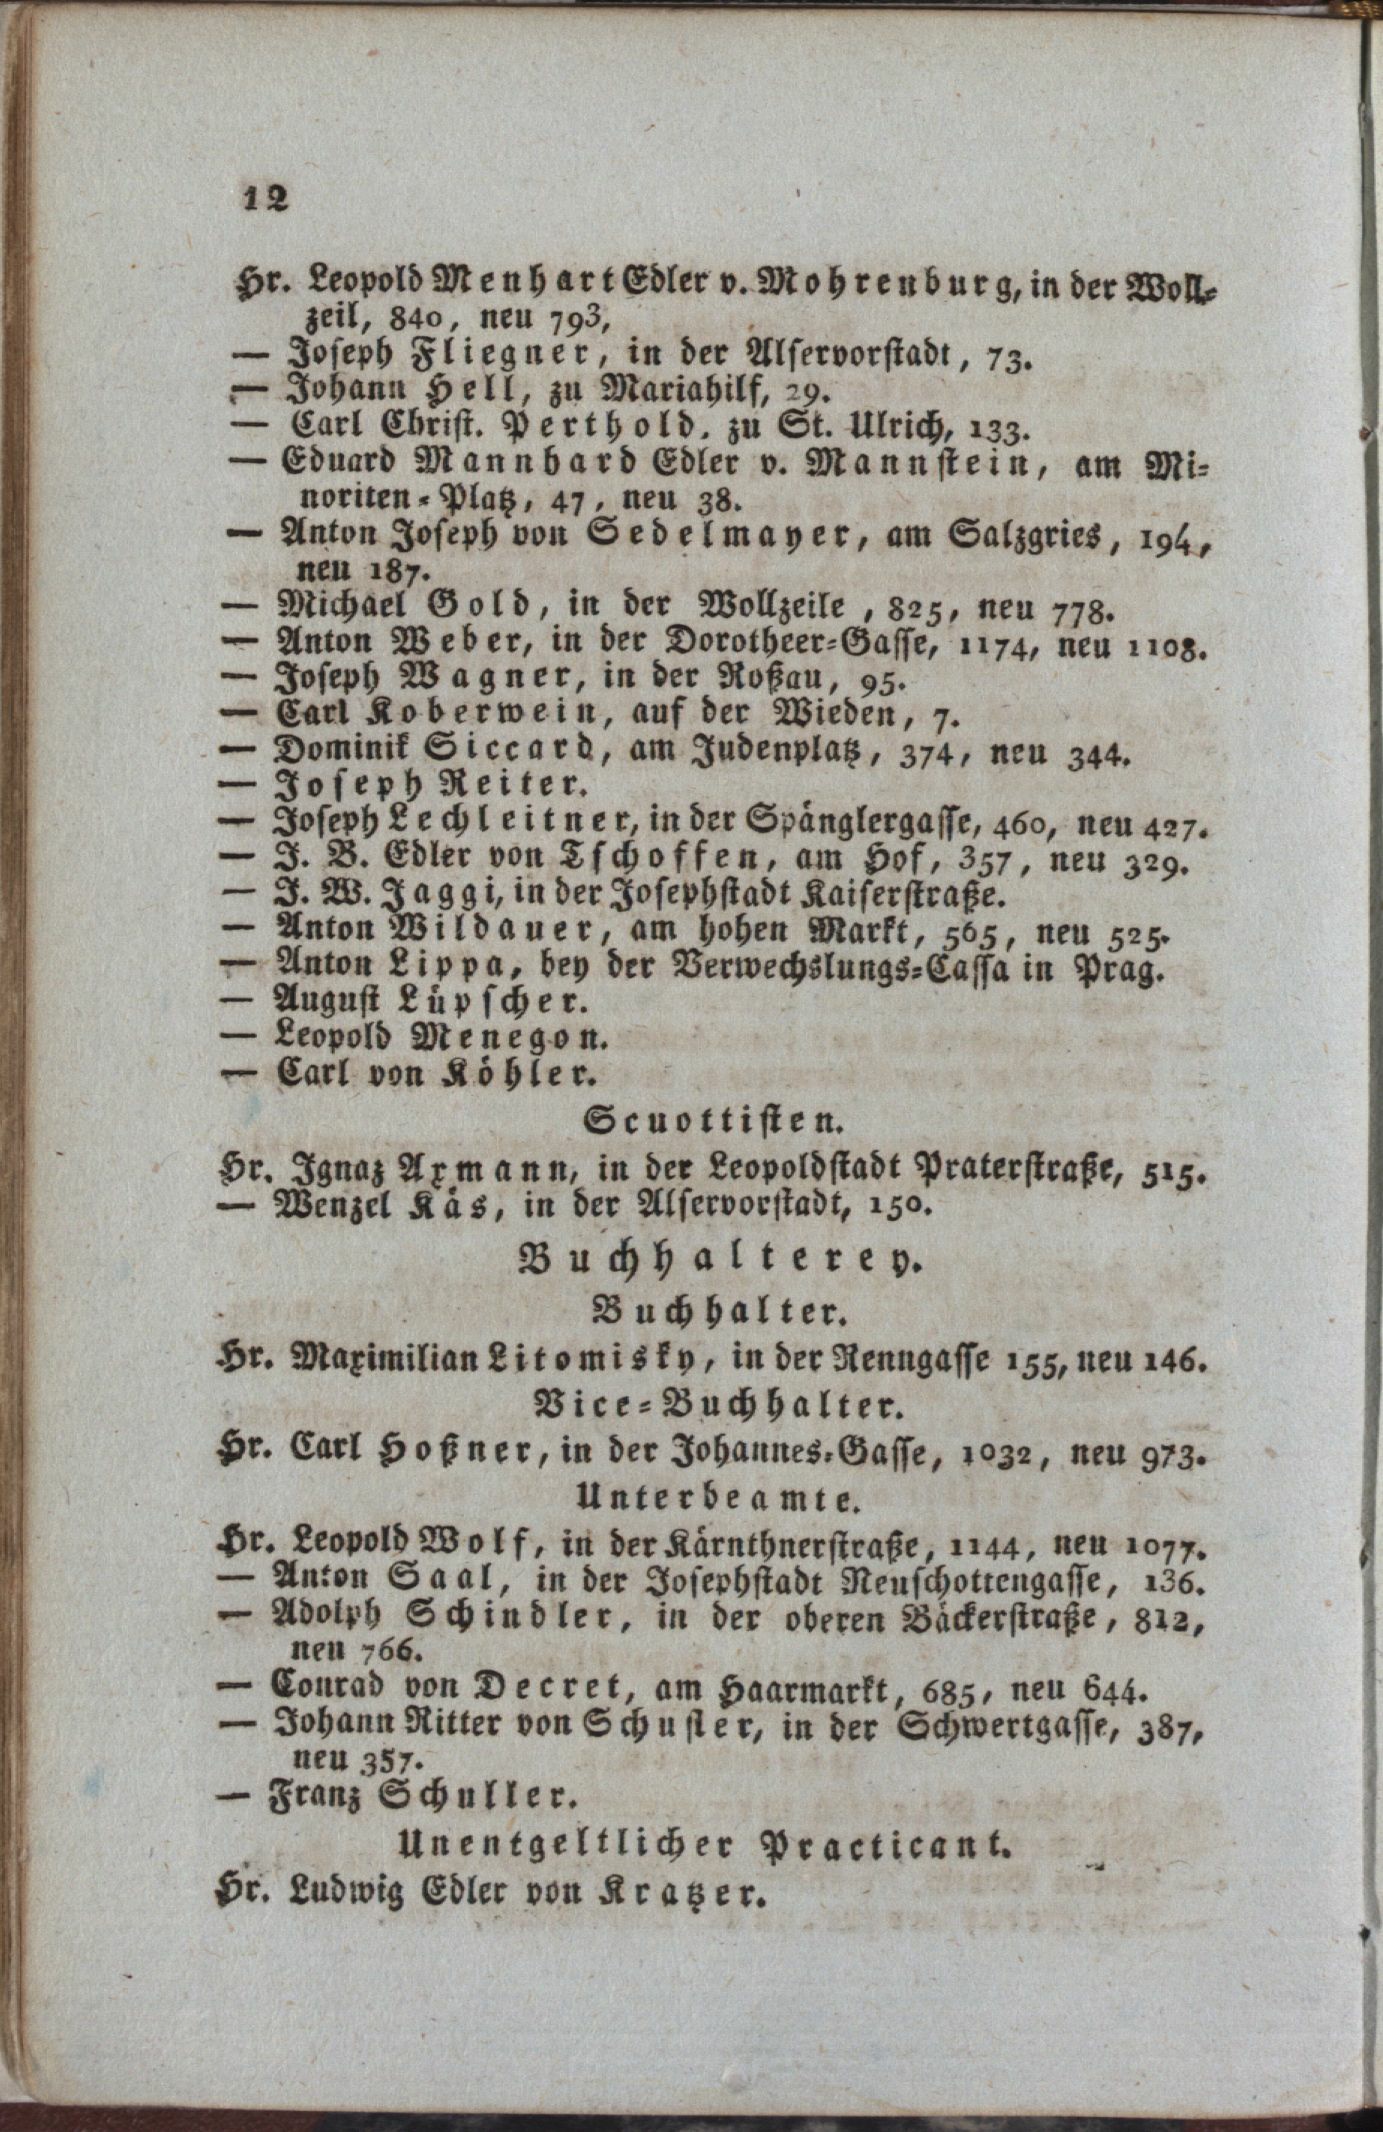 12
Hr. Leopold Menhart Edler v. Mohrenburg, in der Woll-
zeil, 840, neu 793,
— Joseph Fliegner, in der Alservorstadt, 73.
— Johann Hell, zu Mariahilf, 29.
— Carl Christ. Perthold, zu St. Ulrich, 133.
— Eduard Mannhard Edler v. Mannstein, am Mi-
noriten-Platz, 47, neu 38.
— Anton Joseph von Sedelmayer, am Salzgries, 194,
neu 187.
— Michael Gold, in der Wollzeile, 825, neu 778.
— Anton Weber, in der Dorotheer-Gasse, 1174, neu 1108.
— Joseph Wagner, in der Roßau, 95.
— Carl Koberwein, auf der Wieden, 7.
— Dominik Siccard, am Judenplatz, 374, neu 344.
— Joseph Reiter.
— Joseph Lechleitner, in der Spänglergasse, 460, neu 427.
— J. B. Edler von Tschoffen, am Hof, 357, neu 329.
— J. W. Jaggi, in der Josephstadt Kaiserstraße.
— Anton Wildauer, am hohen Markt, 565, neu 525.
— Anton Lippa, bey der Verwechslungs-Cassa in Prag.
— August Lüpscher.
— Leopold Menegon.
— Carl von Köhler.
Scuottisten.
Hr. Ignaz Axmann, in der Leopoldstadt Praterstraße, 515.
— Wenzel Käs, in der Alservorstadt, 150.
Buchhalterey.
Buchhalter.
Hr. Maximilian Litomisky, in der Renngasse 155, neu 146.
Vice-Buchhalter.
Hr. Carl Hoßner, in der Johannes-Gasse, 1032, neu 973.
Unterbeamte.
Hr. Leopold Wolf, in der Kärnthnerstraße, 1144, neu 1077.
— Anton Saal, in der Josephstadt Neuschottengasse, 136.
— Adolph Schindler, in der oberen Bäckerstraße, 812,
neu 766.
— Conrad von Decret, am Haarmarkt, 685, neu 644.
— Johann Ritter von Schuster, in der Schwertgasse, 387,
neu 357.
— Franz Schuller.
Unentgeltlicher Practicant.
Hr. Ludwig Edler von Kratzer.